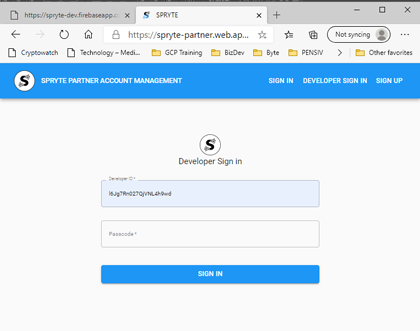 https://spryte-dev.firebaseapp.c
SPRYTE
https://spryte-partner.web.ap...
Not syncing
Cryptowatch
Technology – Medi...
GCP Training
BizDev
Byte
PENSIV
Other favorites
SPRYTE PARTNER ACCOUNT MANAGEMENT
SIGN IN
DEVELOPER SIGN IN
SIGN UP
Developer Sign in
Developer ID *
Passcode *
SIGN IN